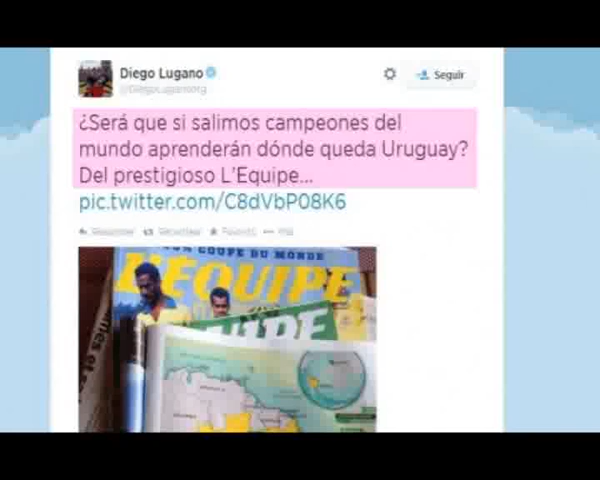 Diego Lugano
Seguir
¿Será que si salimos campeones del
mundo aprenderán dónde queda Uruguay?
Del prestigioso L'Equipe...
pic.twitter.com/C8dVbP08K6
COUPE DU MONDE
L'ÉQUIPE